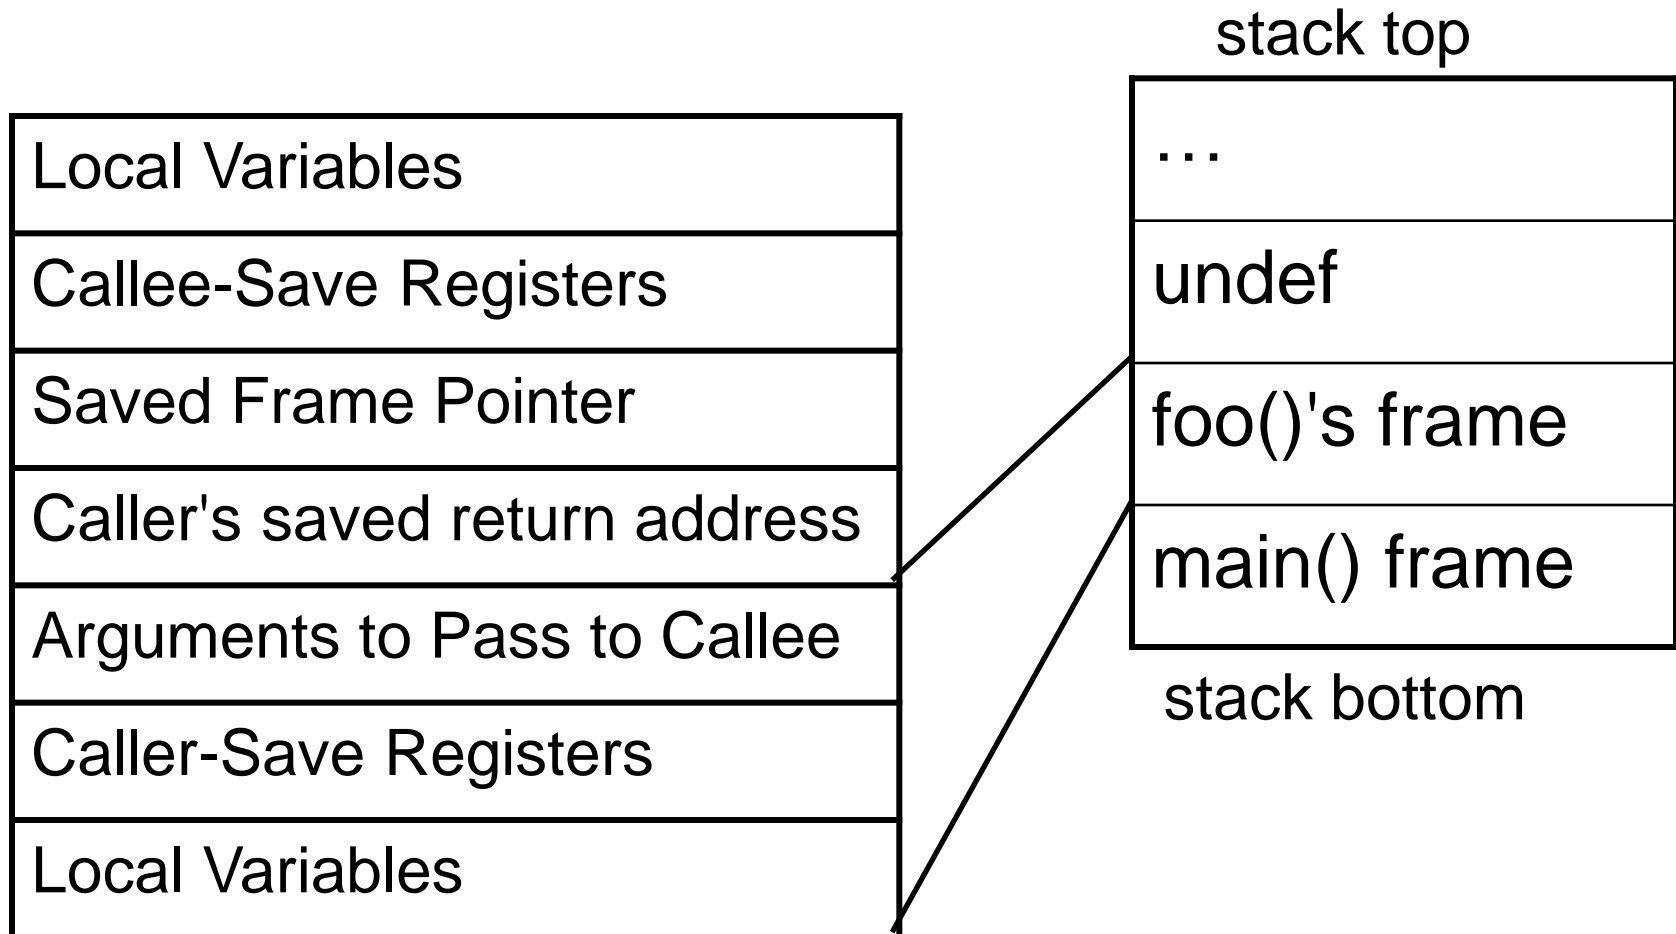 Local Variables
Callee-Save Registers
Saved Frame Pointer
Caller's saved return address
Arguments to Pass to Callee
Caller-Save Registers
Local Variables
stack top
…
undef
foo()'s frame
main() frame
stack bottom